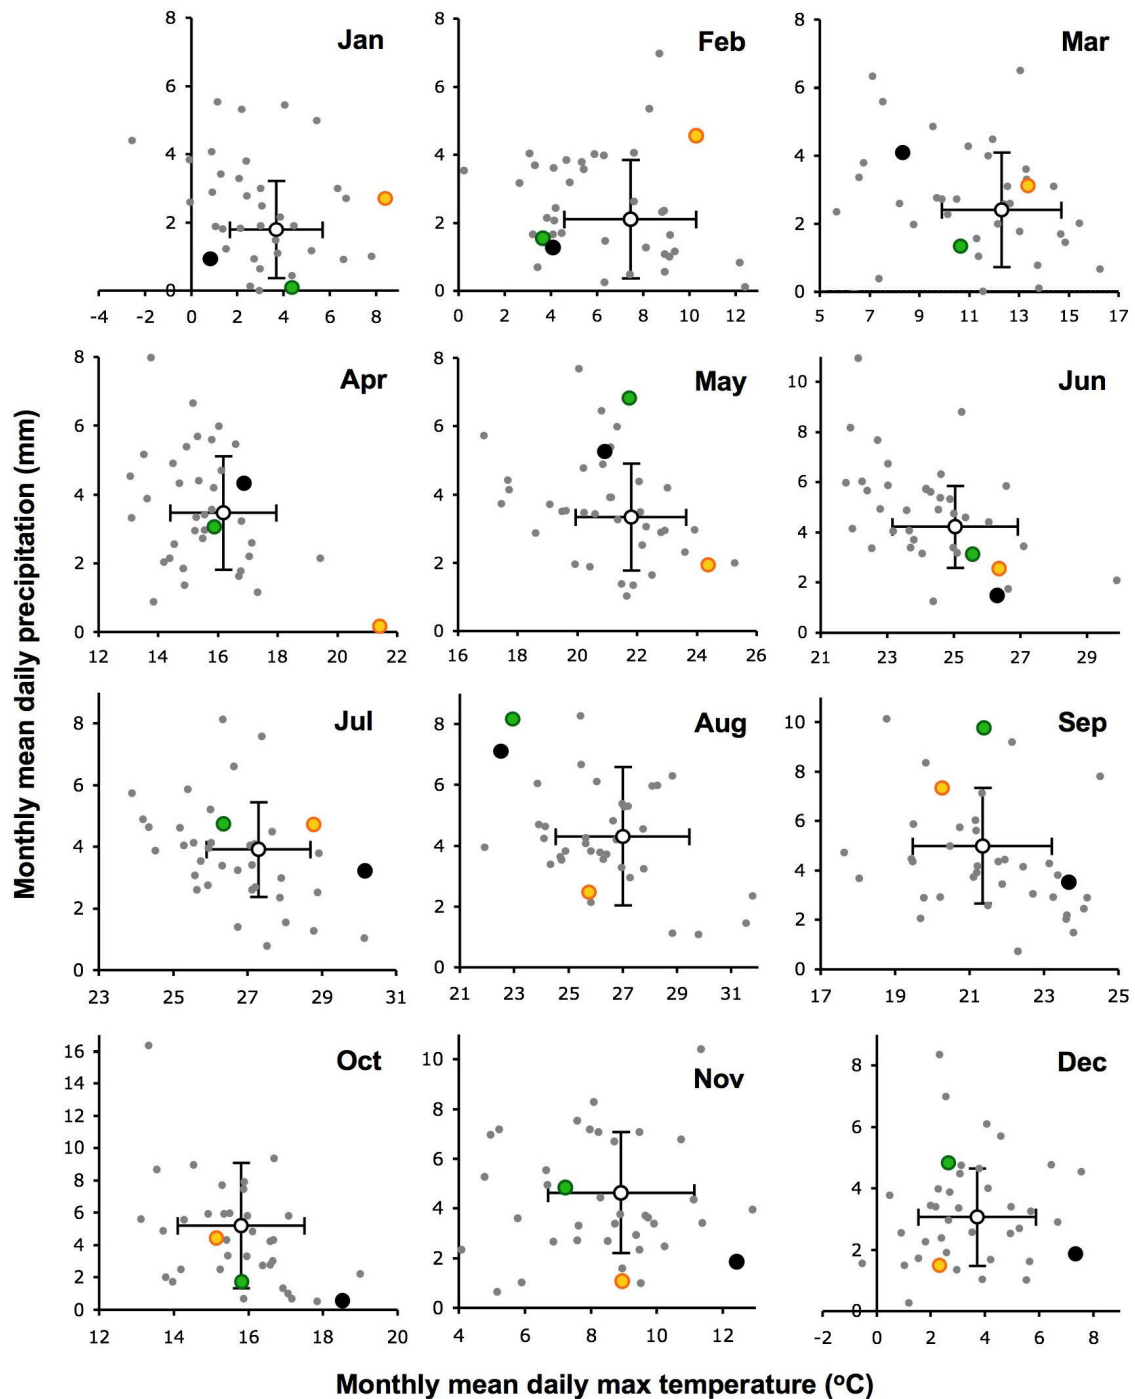 Jan
8
6
4
2
0
-4 -2 0 2 4 6 8
Feb
8
6
4
2
0
0 2 4 6 8 10 12
Mar
8
6
4
2
0
5 7 9 11 13 15 17
Apr
8
6
4
2
0
12 14 16 18 20 22
May
8
6
4
2
0
16 18 20 22 24 26
Jun
10
8
6
4
2
0
21 23 25 27 29
Jul
8
6
4
2
0
23 25 27 29 31
Aug
8
6
4
2
0
21 23 25 27 29 31
Sep
10
8
6
4
2
0
17 19 21 23 25
Oct
16
14
12
10
8
6
4
2
0
12 14 16 18 20
Nov
10
8
6
4
2
0
4 6 8 10 12
Dec
8
6
4
2
0
-2 0 2 4 6 8
Monthly mean daily precipitation (mm)
Monthly mean daily max temperature (ºC)